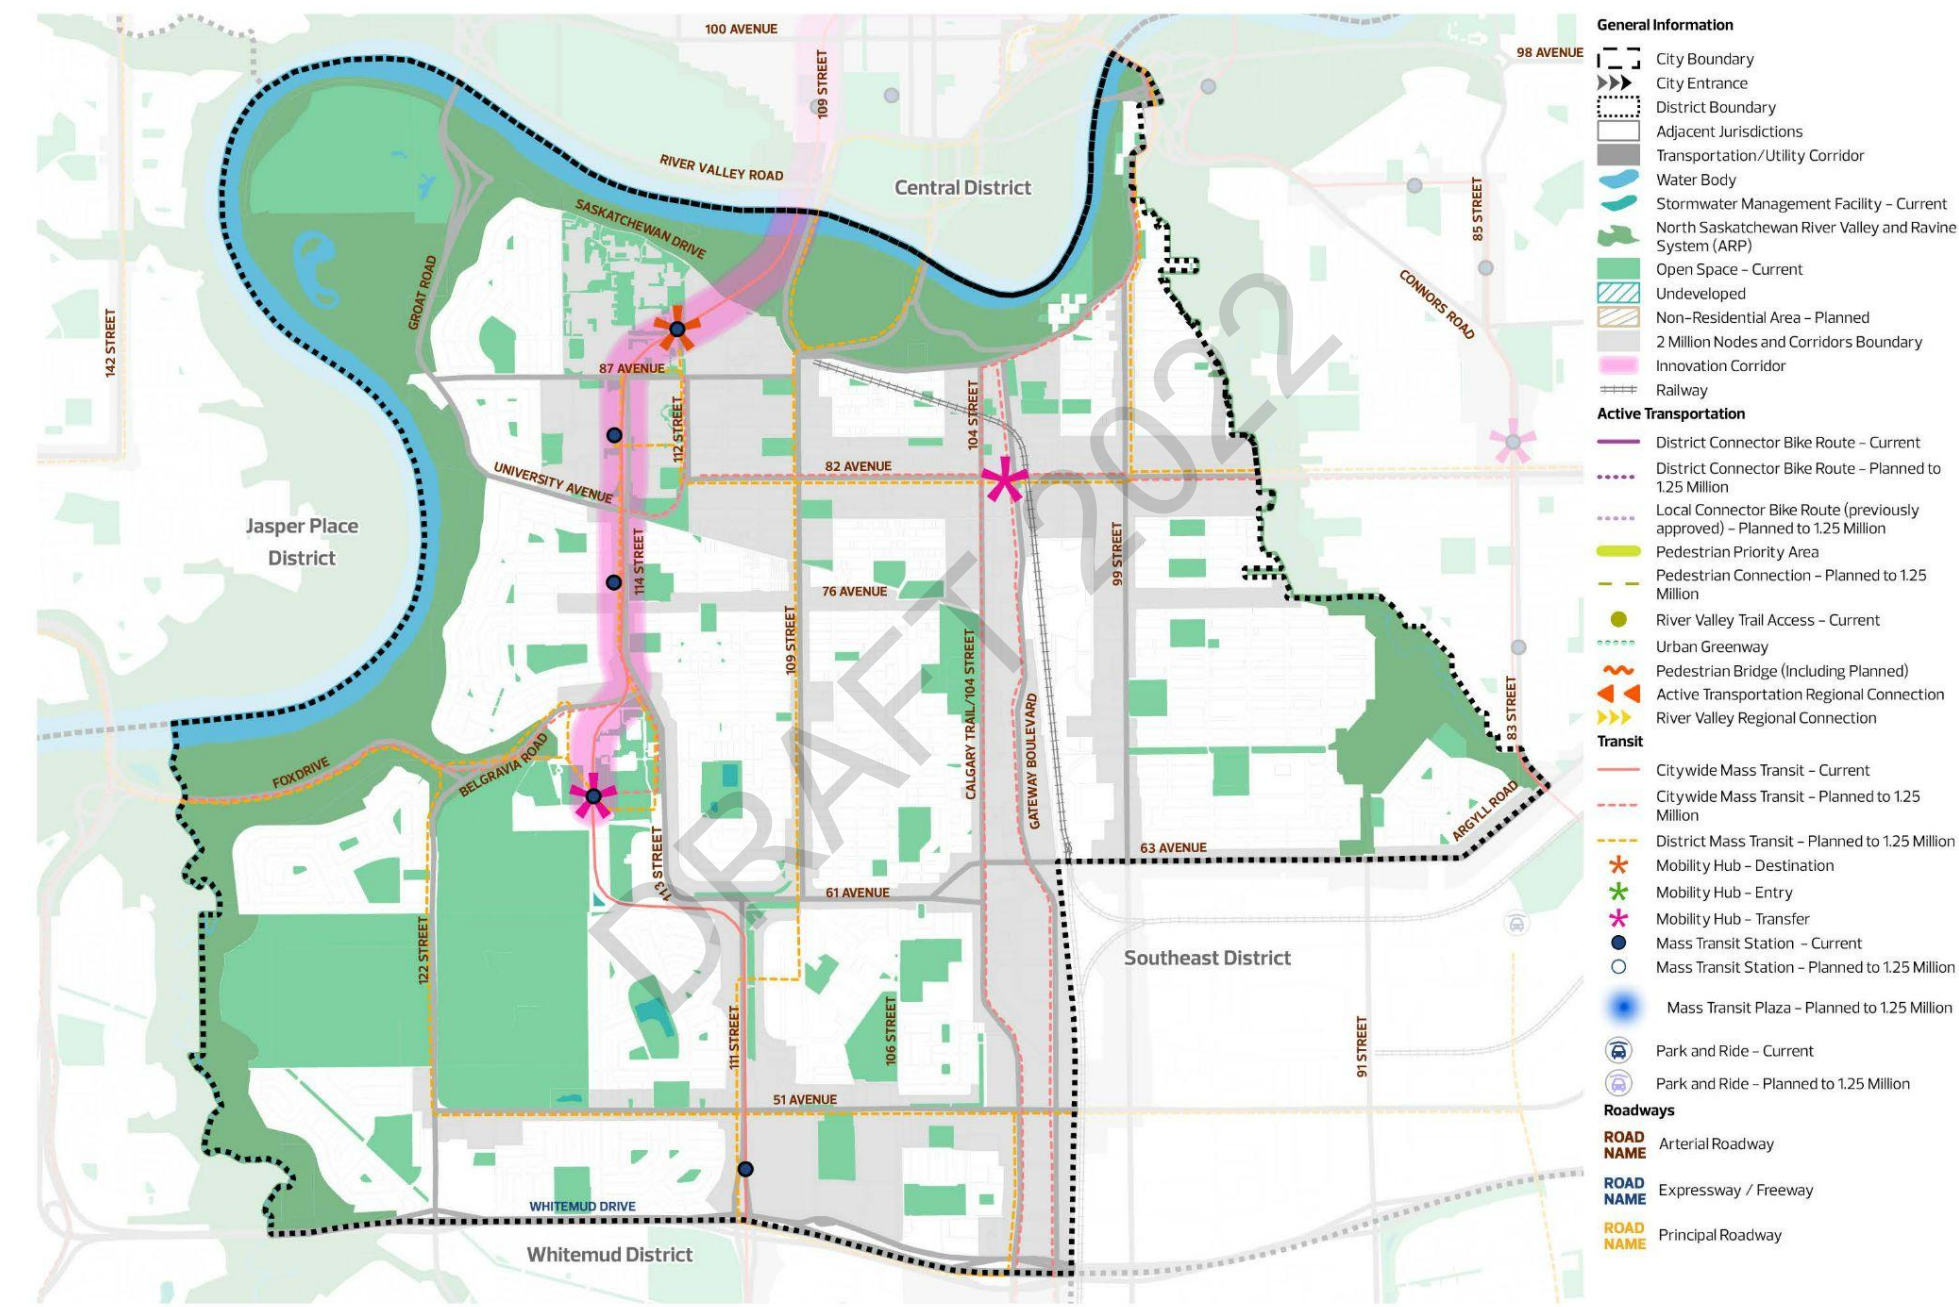 100 AVENUE
109 STREET
98 AVENUE
RIVER VALLEY ROAD
Central District
SASKATCHEWAN DRIVE
85 STREET
GROAT ROAD
CONNORS ROAD
142 STREET
87 AVENUE
112 STREET
104 STREET
82 AVENUE
UNIVERSITY AVENUE
Jasper Place
District
114 STREET
99 STREET
76 AVENUE
109 STREET
CALGARY TRAIL/104 STREET
GATEWAY BOULEVARD
83 STREET
FOX DRIVE
BELGRAVIA ROAD
ARGYLL ROAD
113 STREET
63 AVENUE
61 AVENUE
122 STREET
Southeast District
111 STREET
106 STREET
91 STREET
51 AVENUE
WHITEMUD DRIVE
Whitemud District
DRAFT 2022
General Information
City Boundary
City Entrance
District Boundary
Adjacent Jurisdictions
Transportation/Utility Corridor
Water Body
Stormwater Management Facility - Current
North Saskatchewan River Valley and Ravine
System (ARP)
Open Space - Current
Undeveloped
Non-Residential Area - Planned
2 Million Nodes and Corridors Boundary
Innovation Corridor
Railway
Active Transportation
District Connector Bike Route - Current
District Connector Bike Route - Planned to
1.25 Million
Local Connector Bike Route (previously
approved) - Planned to 1.25 Million
Pedestrian Priority Area
Pedestrian Connection - Planned to 1.25
Million
River Valley Trail Access - Current
Urban Greenway
Pedestrian Bridge (Including Planned)
Active Transportation Regional Connection
River Valley Regional Connection
Transit
Citywide Mass Transit - Current
Citywide Mass Transit - Planned to 1.25
Million
District Mass Transit - Planned to 1.25 Million
Mobility Hub - Destination
Mobility Hub - Entry
Mobility Hub - Transfer
Mass Transit Station - Current
Mass Transit Station - Planned to 1.25 Million
Mass Transit Plaza - Planned to 1.25 Million
Park and Ride - Current
Park and Ride - Planned to 1.25 Million
Roadways
ROAD
NAME
Arterial Roadway
ROAD
NAME
Expressway / Freeway
ROAD
NAME
Principal Roadway